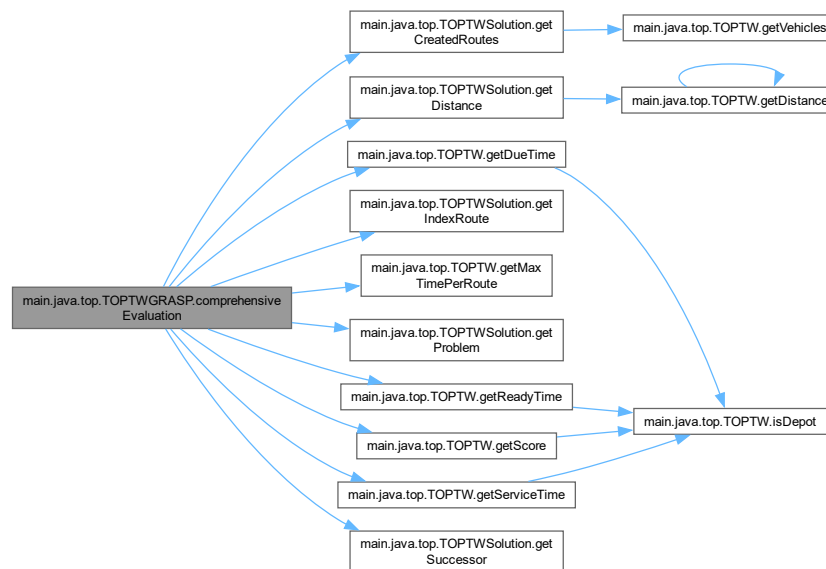 main.java.top.TOPTWGRASP.comprehensive
Evaluation
main.java.top.TOPTWSolution.get
CreatedRoutes
main.java.top.TOPTWSolution.get
Distance
main.java.top.TOPTW.getDueTime
main.java.top.TOPTWSolution.get
IndexRoute
main.java.top.TOPTW.getMax
TimePerRoute
main.java.top.TOPTWSolution.get
Problem
main.java.top.TOPTW.getReadyTime
main.java.top.TOPTW.getScore
main.java.top.TOPTW.getServiceTime
main.java.top.TOPTWSolution.get
Successor
main.java.top.TOPTW.getVehicles
main.java.top.TOPTW.getDistance
main.java.top.TOPTW.isDepot